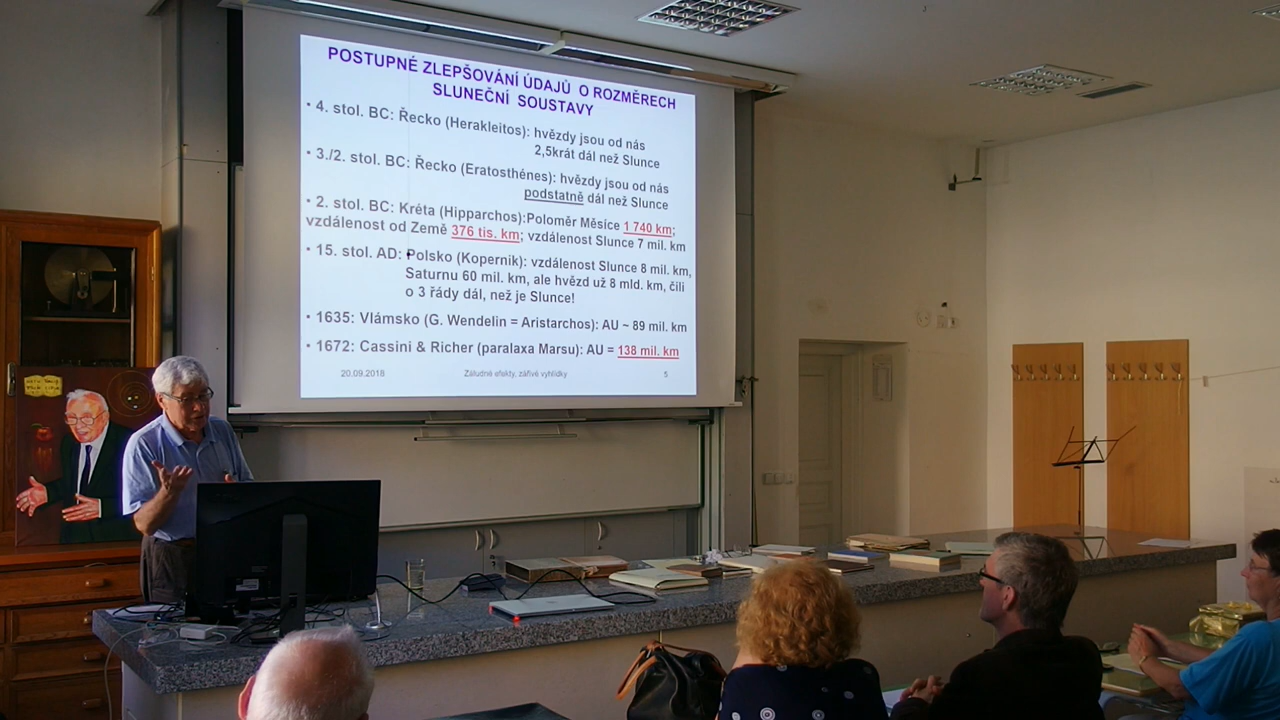 POSTUPNÉ ZLEPŠOVÁNÍ ÚDAJŮ O ROZMĚRECH
SLUNEČNÍ SOUSTAVY
• 4. stol. BC: Řecko (Herakleitos): hvězdy jsou od nás
2,5krát dál než Slunce
• 3./2. stol. BC: Řecko (Eratosthénes): hvězdy jsou od nás
podstatně dál než Slunce
• 2. stol. BC: Kréta (Hipparchos):Poloměr Měsíce 1 740 km;
vzdálenost od Země 376 tis. km; vzdálenost Slunce 7 mil. km
• 15. stol. AD: Polsko (Koperník): vzdálenost Slunce 8 mil. km,
Saturnu 60 mil. km, ale hvězd už 8 mld. km, čili
o 3 řády dál, než je Slunce!
• 1635: Vlámsko (G. Wendelin = Aristarchos): AU ~ 89 mil. km
• 1672: Cassini & Richer (paralaxa Marsu): AU = 138 mil. km
20.09.2018 Záludné efekty, zářivé vyhlídky 5